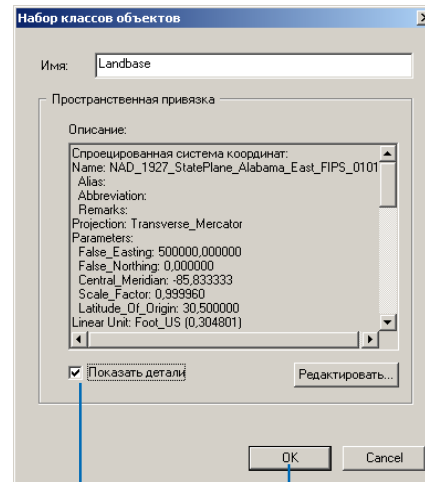 Набор классов объектов
Имя: Landbase
Пространственная привязка
Описание:
Спроецированная система координат:
Name: NAD_1927_StatePlane_Alabama_East_FIPS_0101
Alias:
Abbreviation:
Remarks:
Projection: Transverse_Mercator
Parameters:
False_Easting: 500000,000000
False_Northing: 0,000000
Central_Meridian: -85,833333
Scale_Factor: 0,999960
Latitude_Of_Origin: 30,500000
Linear Unit: Foot_US (0,304801)
Показать детали
Редактировать...
OK
Cancel